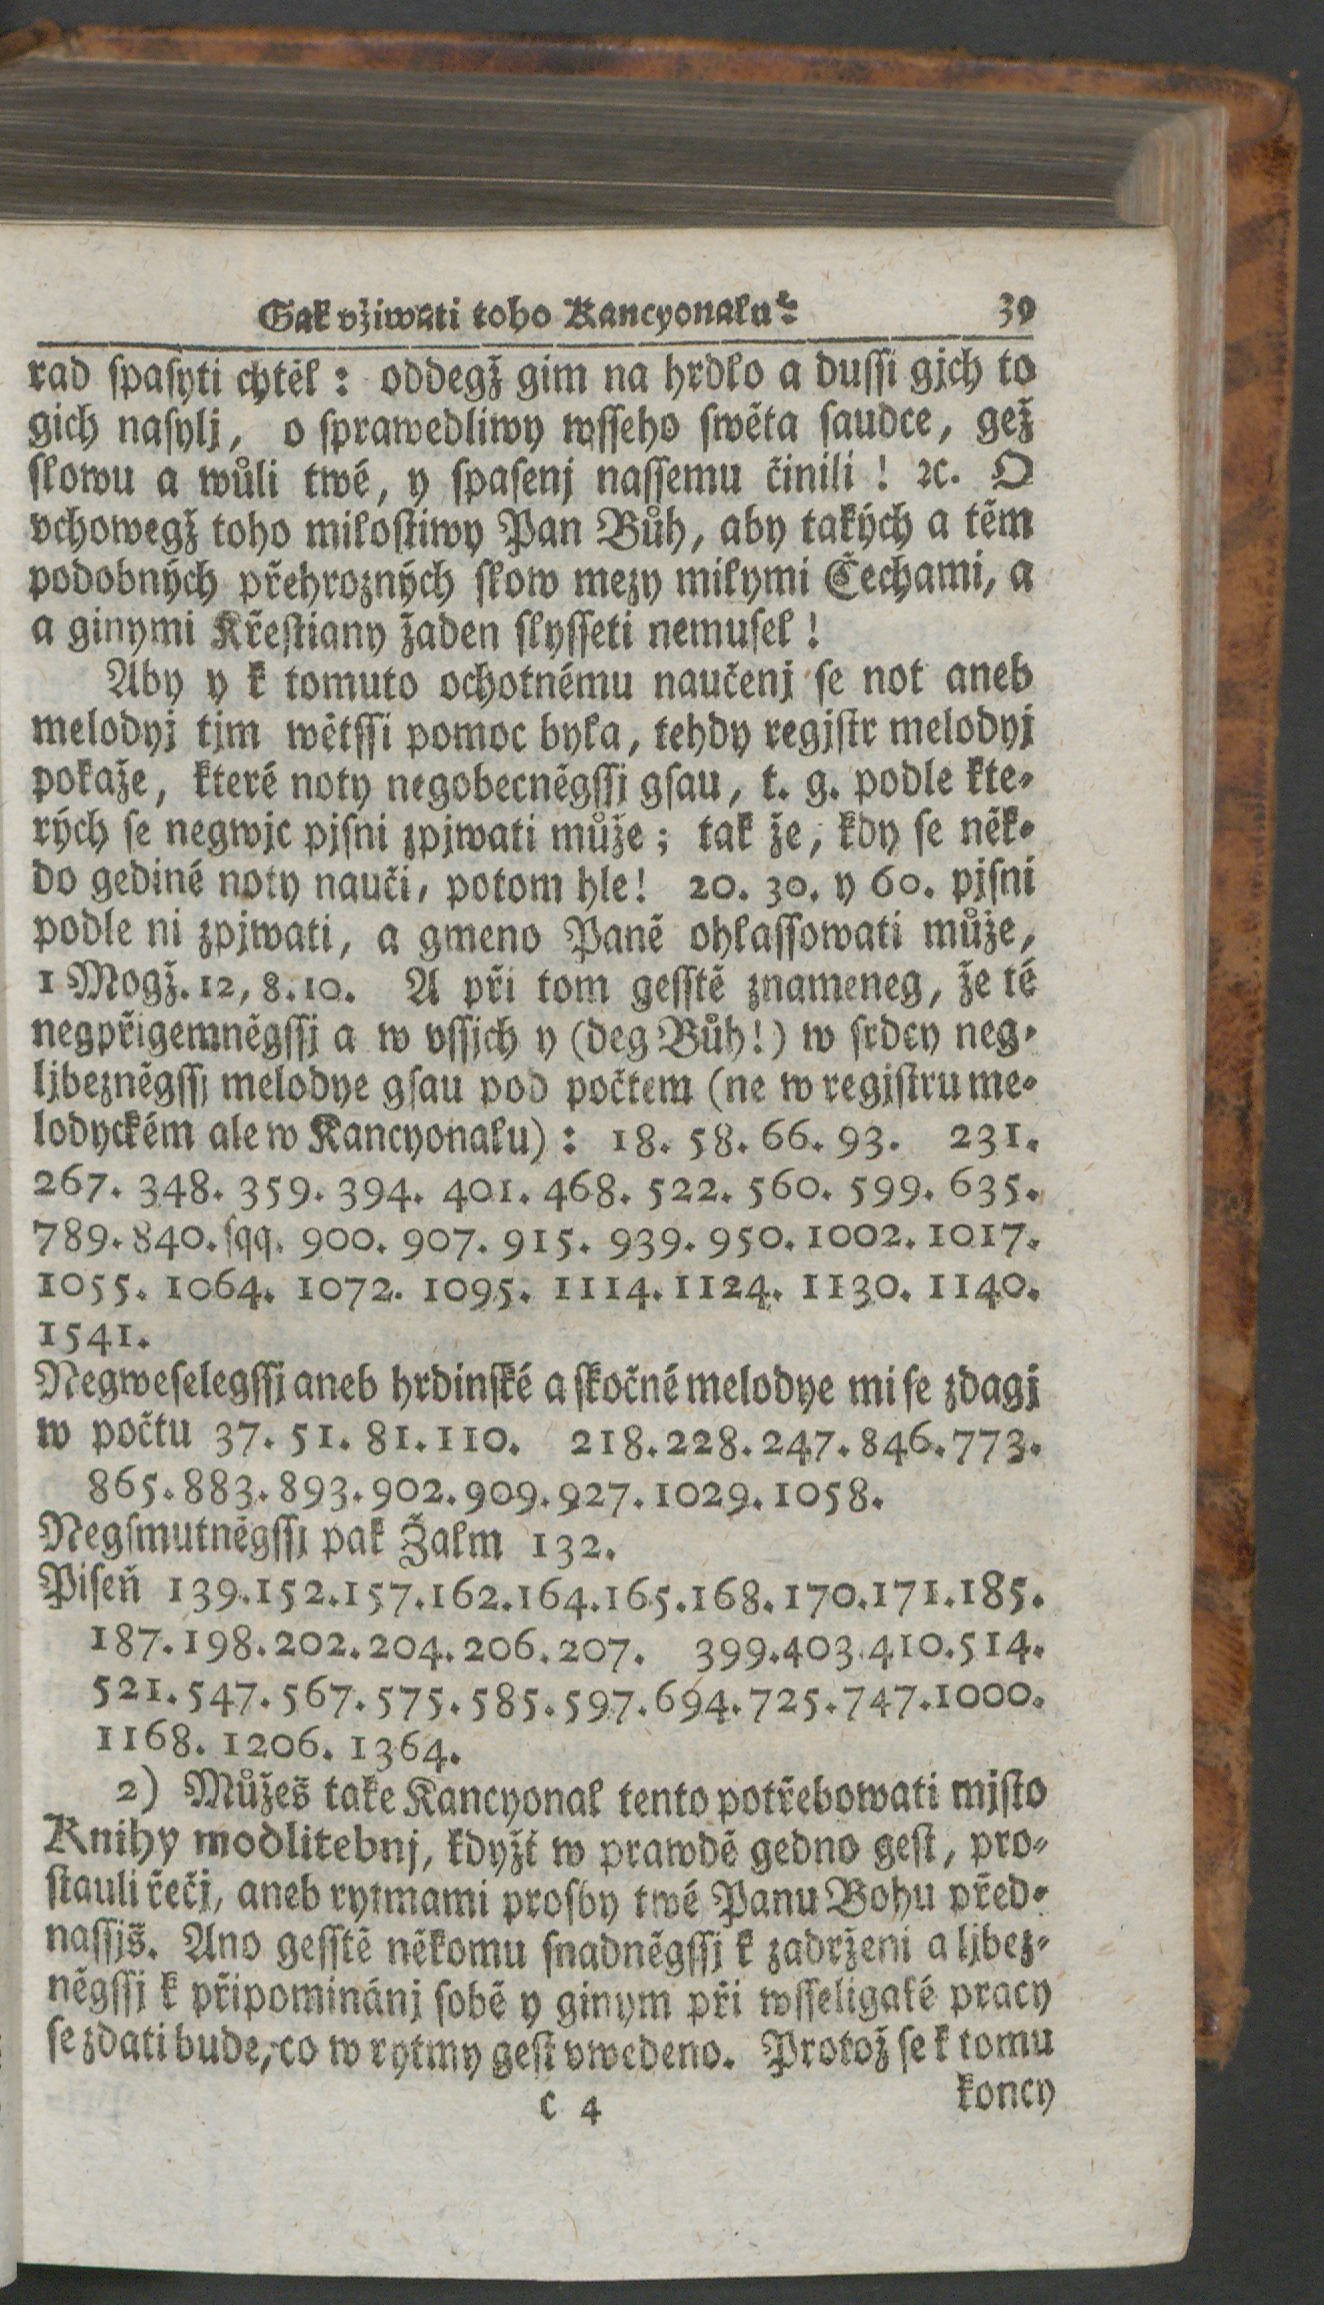 Gak vžiwati toho Kancyonalu? 39
rad spasyti chtěl: oddegž gim na hrdlo a dussi gjch to
gich nasylj, o sprawedliwy wsseho swěta saudce, gež
slowu a wůli twé, y spasenj nassemu činili! ꝛc. O
vchowegž toho milostiwy Pan Bůh, aby takých a těm
podobných přehrozných slow mezy milymi Čechami, a
a ginymi Křestiany žaden slysseti nemusel!
Aby y k tomuto ochotnému naučenj se not aneb
melodyj tjm wětssi pomoc byla, tehdy regjstr melodyj
pokaže, které noty negobecněgssj gsau, t. g. podle kte-
rých se negwjc pjsni zpjwati může; tak že, kdy se něk-
do gediné noty nauči, potom hle! 20. 30. y 60. pjsni
podle ni zpjwati, a gmeno Paně ohlassowati může,
1 Mogž. 12, 8. 10. A při tom gesstě znameneg, že té
negpřigemněgssj a w vssjch y (deg Bůh!) w srdcy neg-
ljbezněgssj melodye gsau pod počtem (ne w regjstru me-
lodyckém ale w Kancyonalu): 18. 58. 66. 93. 231.
267. 348. 359. 394. 401. 468. 522. 560. 599. 635.
789. 840. sqq. 900. 907. 915. 939. 950. 1002. 1017.
1055. 1064. 1072. 1095. 1114. 1124. 1130. 1140.
1541.
Negweselegssj aneb hrdinské a skočné melodye mi se zdagj
w počtu 37. 51. 81. 110. 218. 228. 247. 846. 773.
865. 883. 893. 902. 909. 927. 1029. 1058.
Negsmutněgssj pak Žalm 132.
Piseň 139. 152. 157. 162. 164. 165. 168. 170. 171. 185.
187. 198. 202. 204. 206. 207. 399. 403. 410. 514.
521. 547. 567. 575. 585. 597. 694. 725. 747. 1000.
1168. 1206. 1364.
2) Můžeš take Kancyonal tento potřebowati mjsto
Knihy modlitebnj, kdyžť w prawdě gedno gest, pro-
stauli řečj, aneb rytmami prosby twé Panu Bohu před-
nassjš. Ano gesstě někomu snadněgssj k zadrženi a ljbez-
něgssj k připomináni sobě y ginym při wsseligaké pracy
se zdati bude, co w rytmy gest vwedeno. Protož se k tomu
c 4 koncy